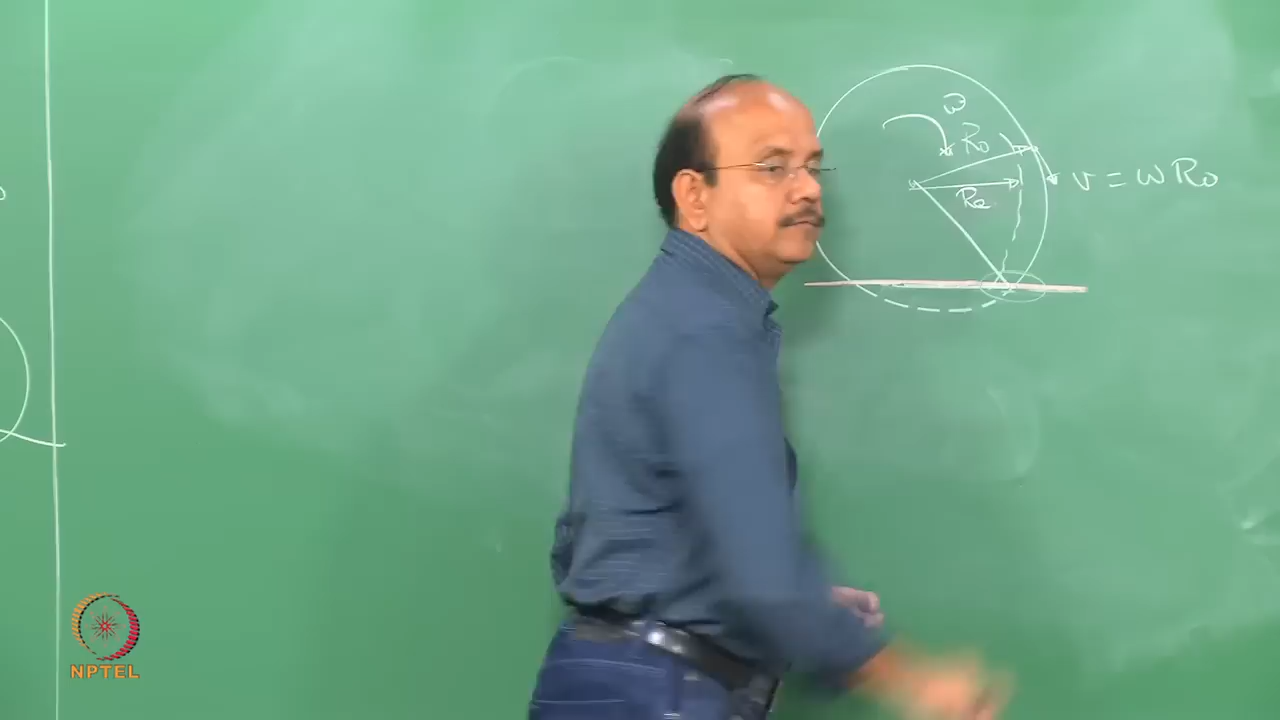 ω
R₀
v = ω R₀
Re
NPTEL